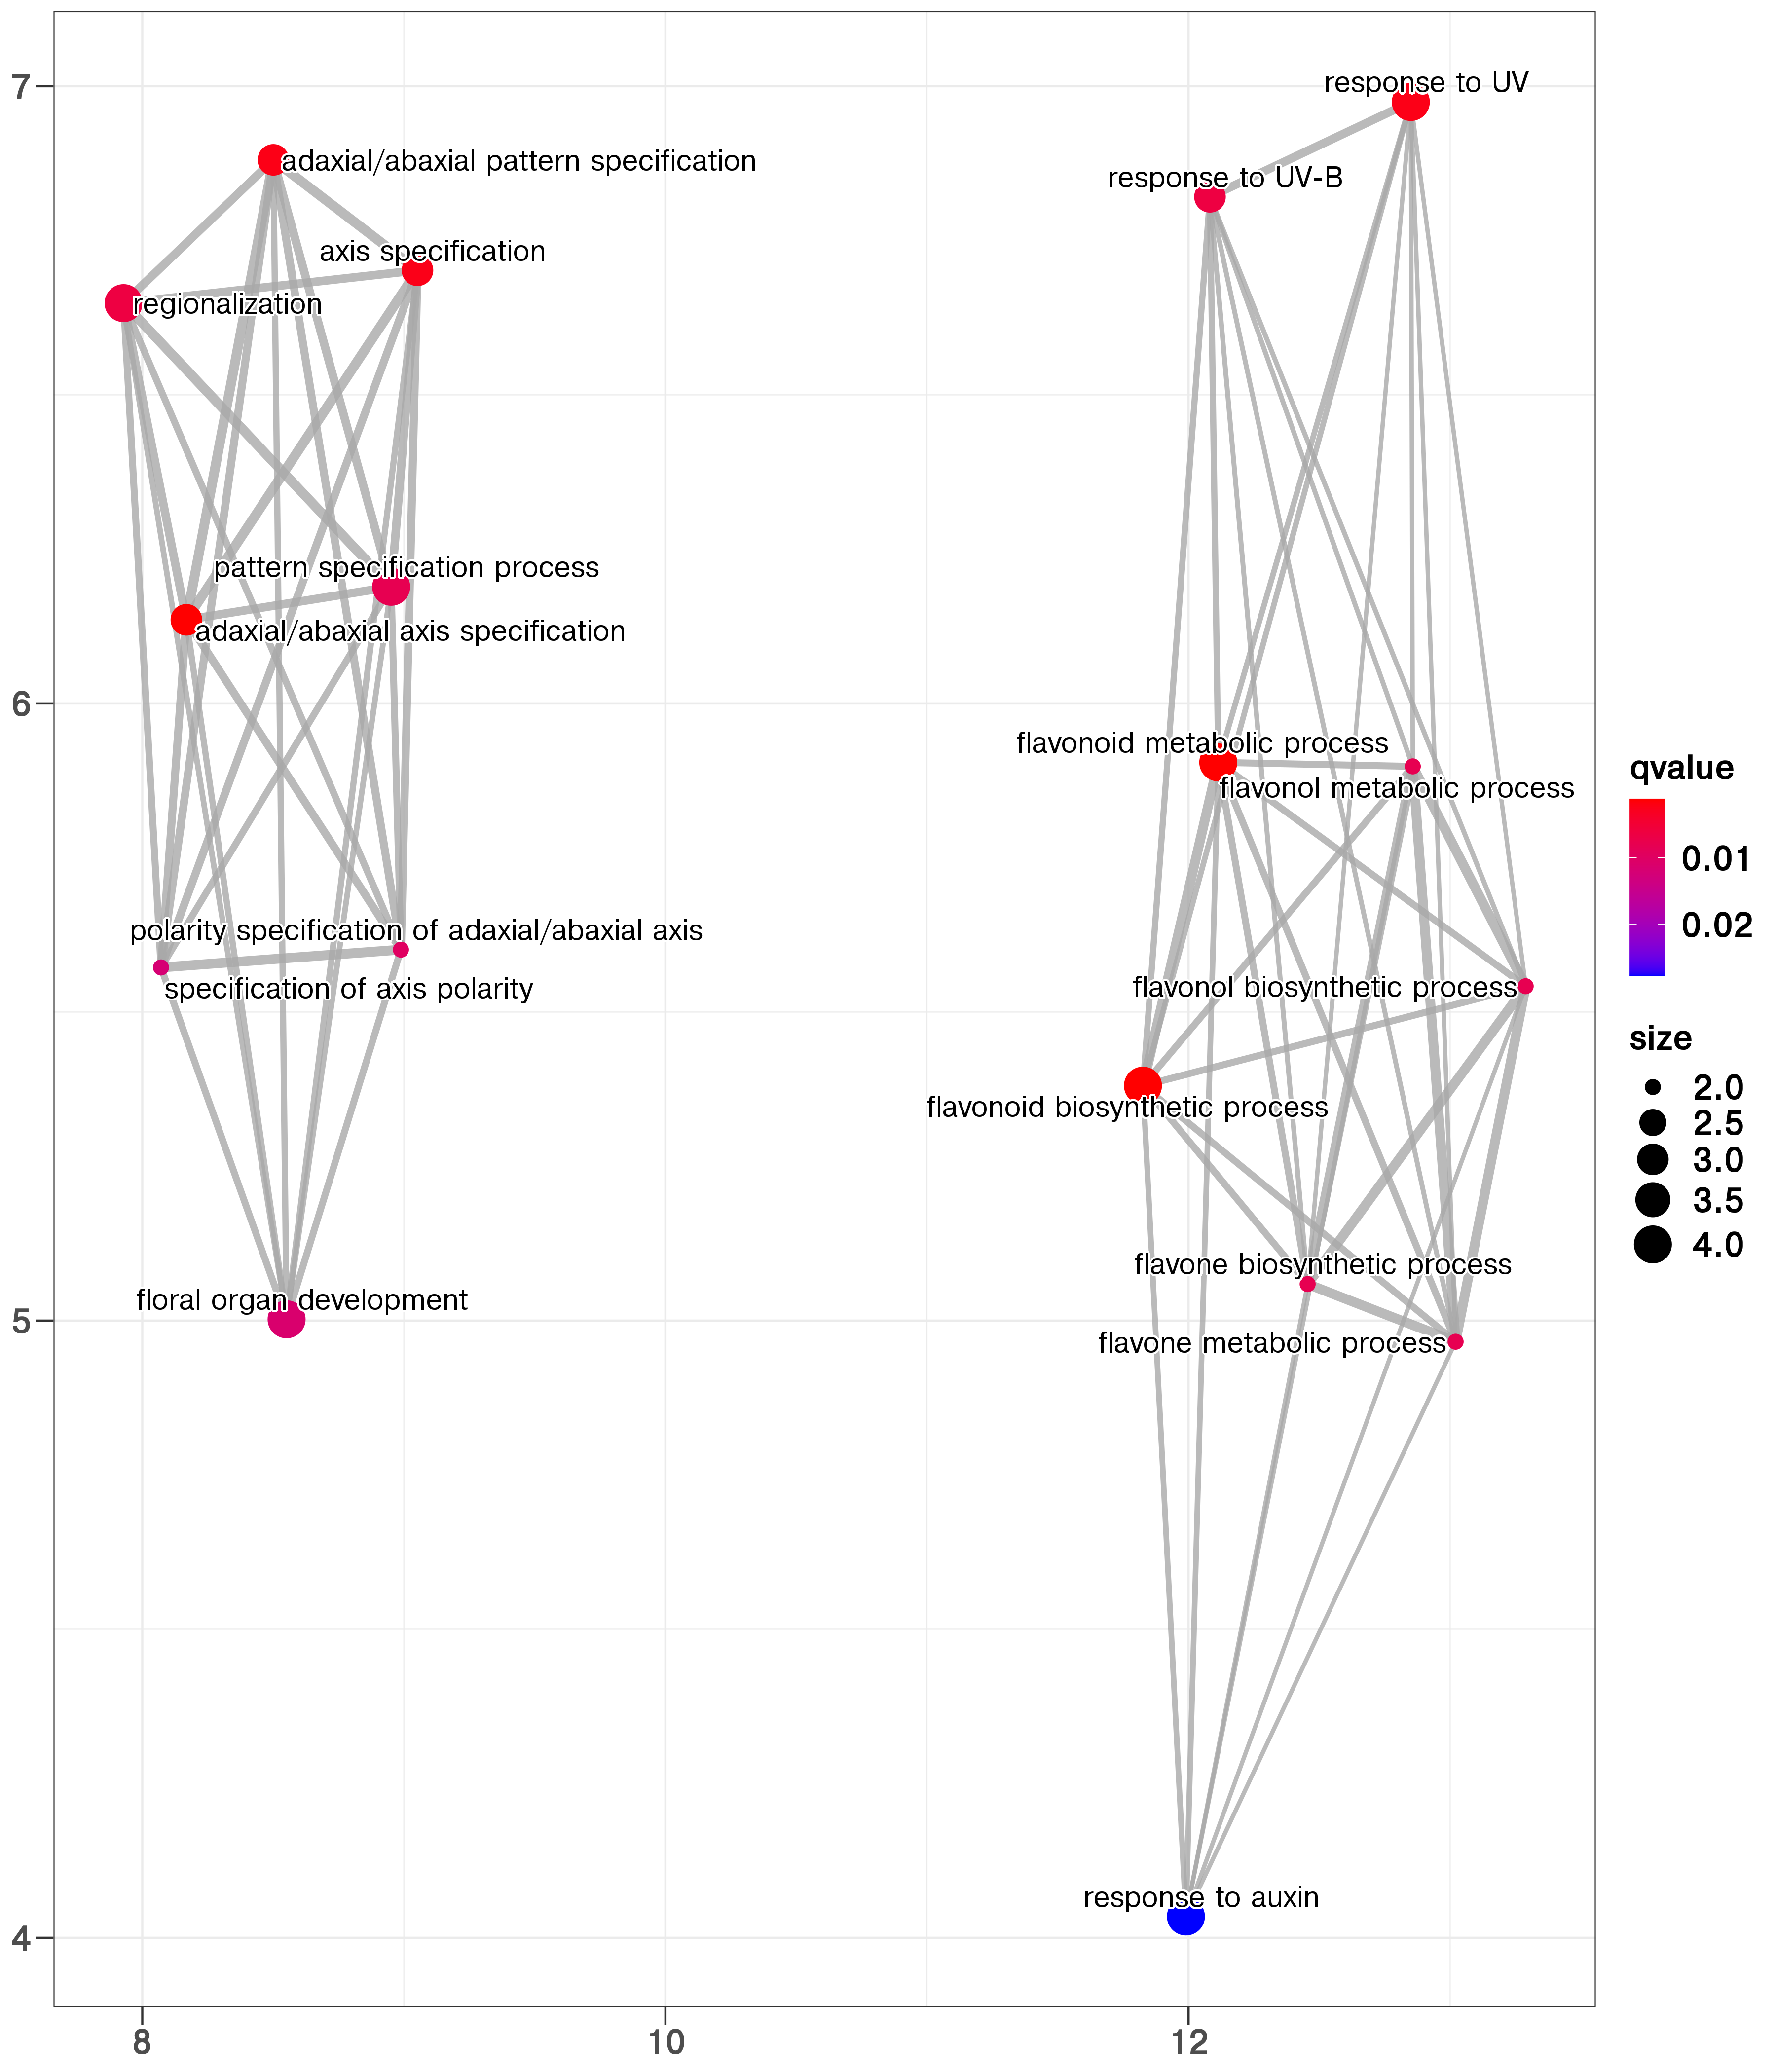 7
6
5
4
8
10
12
response to UV
adaxial/abaxial pattern specification
response to UV-B
axis specification
regionalization
pattern specification process
adaxial/abaxial axis specification
flavonoid metabolic process
flavonol metabolic process
polarity specification of adaxial/abaxial axis
specification of axis polarity
flavonol biosynthetic process
flavonoid biosynthetic process
flavone biosynthetic process
floral organ development
flavone metabolic process
response to auxin
qvalue
0.01
0.02
size
2.0
2.5
3.0
3.5
4.0